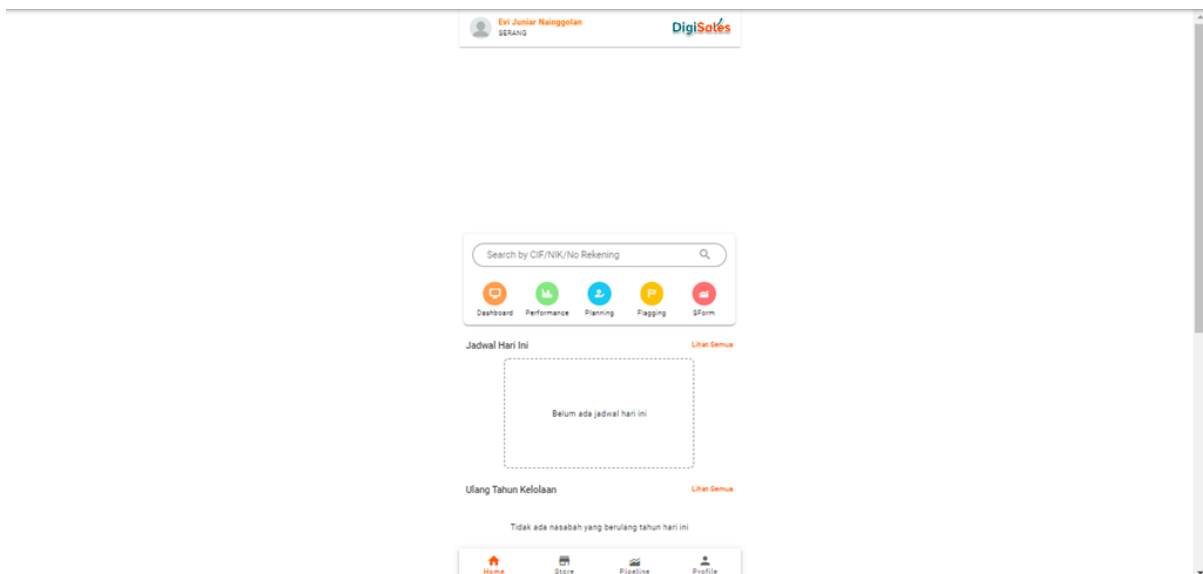 Evi Juniar Nainggolan
SERANG
DigiSales
Search by CIF/NIK/No Rekening
Dashboard Performance Planning Flagging SForm
Jadwal Hari Ini Lihat Semua
Belum ada jadwal hari ini
Ulang Tahun Kelolaan Lihat Semua
Tidak ada nasabah yang berulang tahun hari ini
Home Store Pipeline Profile